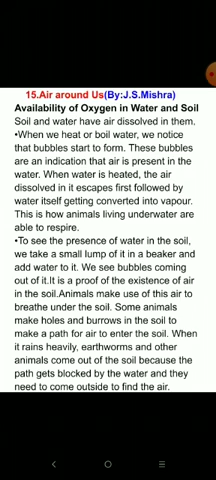 15.Air around Us(By:J.S.Mishra)
Availability of Oxygen in Water and Soil
Soil and water have air dissolved in them.
•When we heat or boil water, we notice
that bubbles start to form. These bubbles
are an indication that air is present in the
water. When water is heated, the air
dissolved in it escapes first followed by
water itself getting converted into vapour.
This is how animals living underwater are
able to respire.
•To see the presence of water in the soil,
we take a small lump of it in a beaker and
add water to it. We see bubbles coming
out of it.It is a proof of the existence of air
in the soil.Animals make use of this air to
breathe under the soil. Some animals
make holes and burrows in the soil to
make a path for air to enter the soil. When
it rains heavily, earthworms and other
animals come out of the soil because the
path gets blocked by the water and they
need to come outside to find the air.